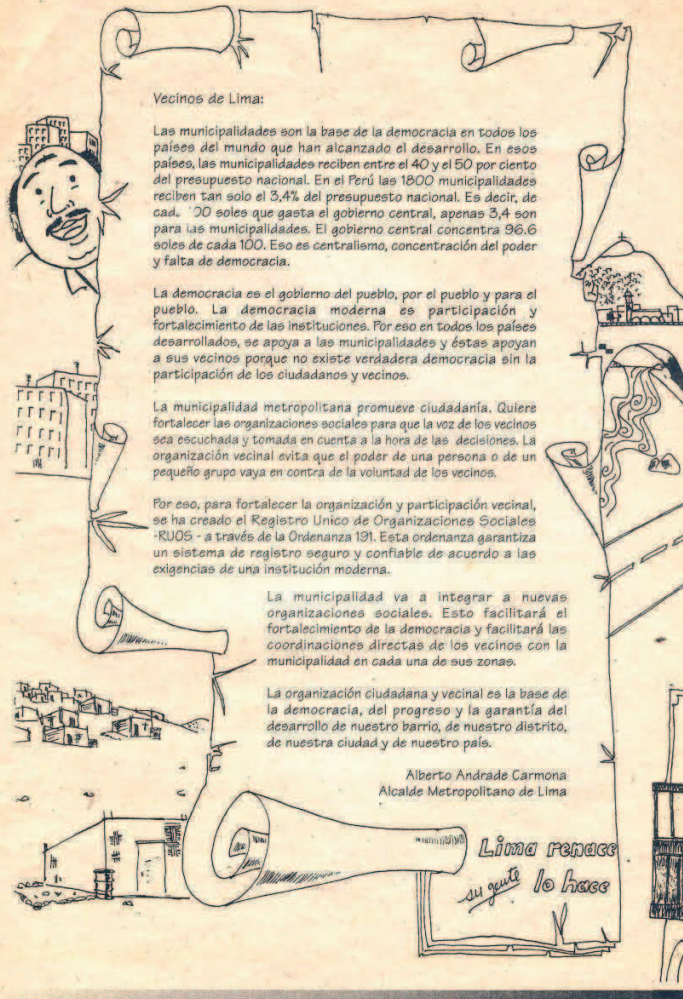 Vecinos de Lima:
Las municipalidades son la base de la democracia en todos los
países del mundo que han alcanzado el desarrollo. En esos
países, las municipalidades reciben entre el 40 y el 50 por ciento
del presupuesto nacional. En el Perú las 1800 municipalidades
reciben tan solo el 3,4% del presupuesto nacional. Es decir, de
soles que gasta el gobierno central, apenas 3,4 son
para las municipalidades. El gobierno central concentra 96.6
soles de cada 100. Eso es centralismo, concentración del poder
y falta de democracia.
La democracia es el gobierno del pueblo, por el pueblo y para el
pueblo. La democracia moderna es participación y
fortalecimiento de las instituciones. Por eso en todos los países
desarrollados, se apoya a las municipalidades y éstas apoyan
a sus vecinos porque no existe verdadera democracia sin la
participación de los ciudadanos y vecinos.
La municipalidad metropolitana promueve ciudadanía. Quiere
fortalecer las organizaciones sociales para que la voz de los vecinos
sea escuchada y tomada en cuenta a la hora de las decisiones. La
organización vecinal evita que el poder de una persona o de un
pequeño grupo vaya en contra de la voluntad de los vecinos.
Por eso, para fortalecer la organización y participación vecinal,
se ha creado el Registro Unico de Organizaciones Sociales
-RUOS - a través de la Ordenanza 191. Esta ordenanza garantiza
un sistema de registro seguro y confiable de acuerdo a las
exigencias de una institución moderna.
La municipalidad va a integrar a nuevas
organizaciones sociales. Esto facilitará el
fortalecimiento de la democracia y facilitará las
coordinaciones directas de los vecinos con la
municipalidad en cada una de sus zonas.
La organización ciudadana y vecinal es la base de
la democracia, del progreso y la garantía del
desarrollo de nuestro barrio, de nuestro distrito,
de nuestra ciudad y de nuestro país.
Alberto Andrade Carmona
Alcalde Metropolitano de Lima
Lima renace
su gente lo hace